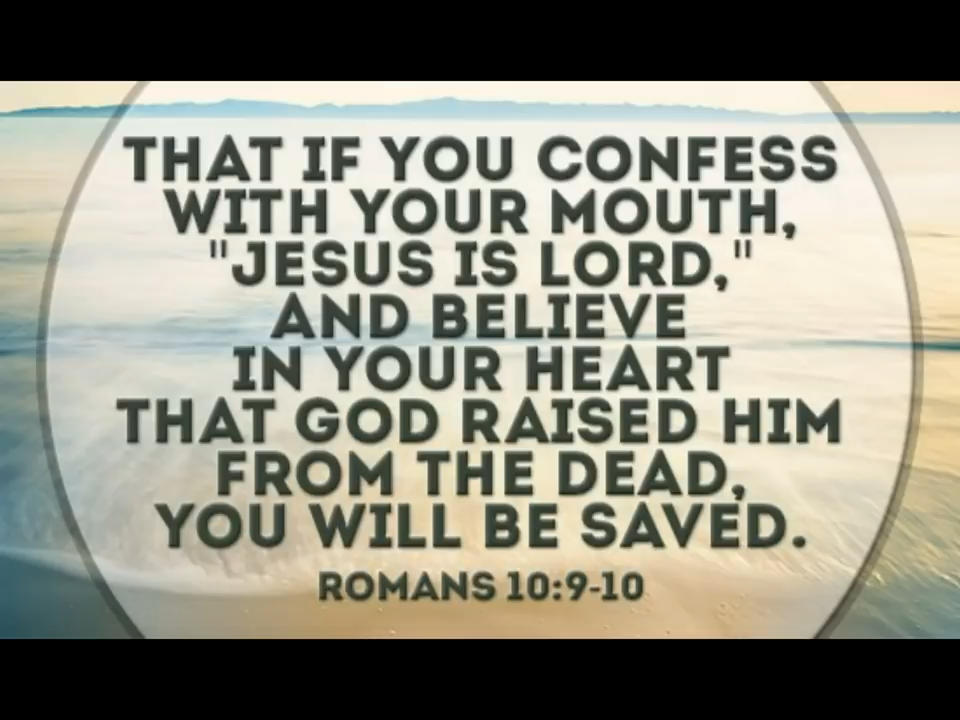 THAT IF YOU CONFESS
WITH YOUR MOUTH,
"JESUS IS LORD,"
AND BELIEVE
IN YOUR HEART
THAT GOD RAISED HIM
FROM THE DEAD,
YOU WILL BE SAVED.
ROMANS 10:9-10